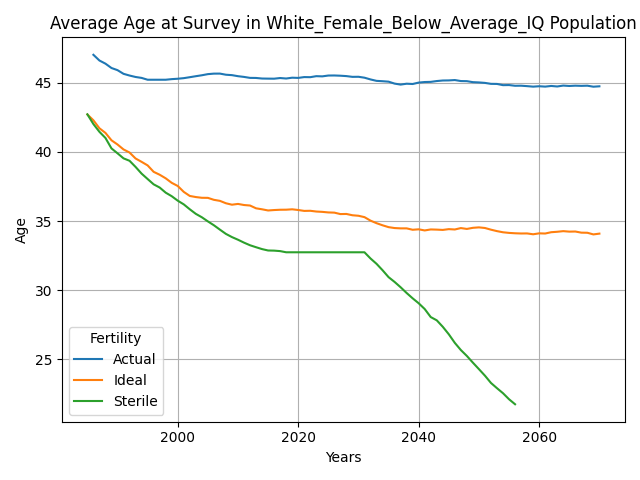 Average Age at Survey in White_Female_Below_Average_IQ Population
45
40
35
30
25
Age
Fertility
Actual
Ideal
Sterile
2000 2020 2040 2060
Years